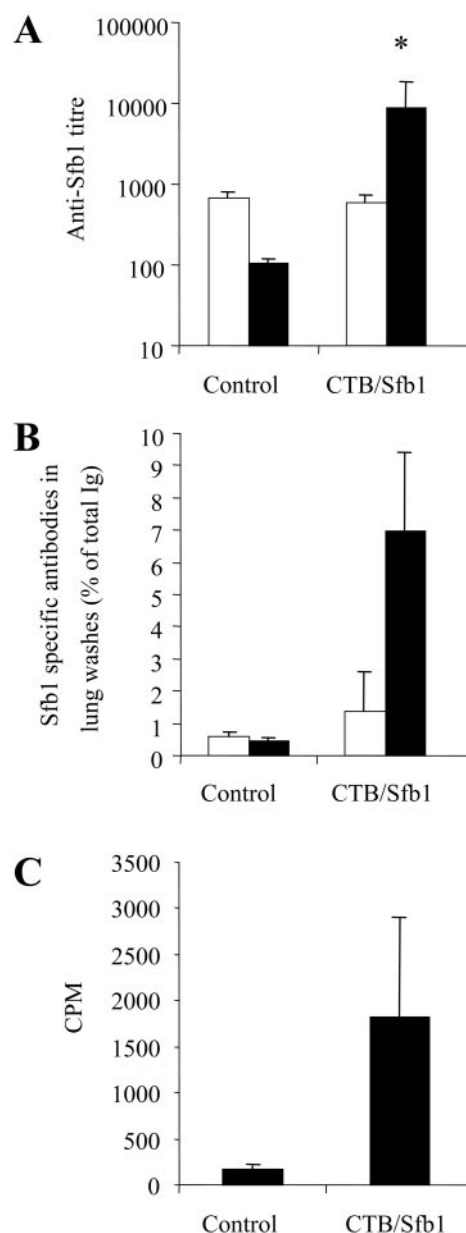 A
Anti-Sfb1 titre
100000
10000
1000
100
10
*
Control
CTB/Sfb1
B
Sfb1 specific antibodies in
lung washes (% of total Ig)
10
9
8
7
6
5
4
3
2
1
0
Control
CTB/Sfb1
C
CPM
3500
3000
2500
2000
1500
1000
500
0
Control
CTB/Sfb1